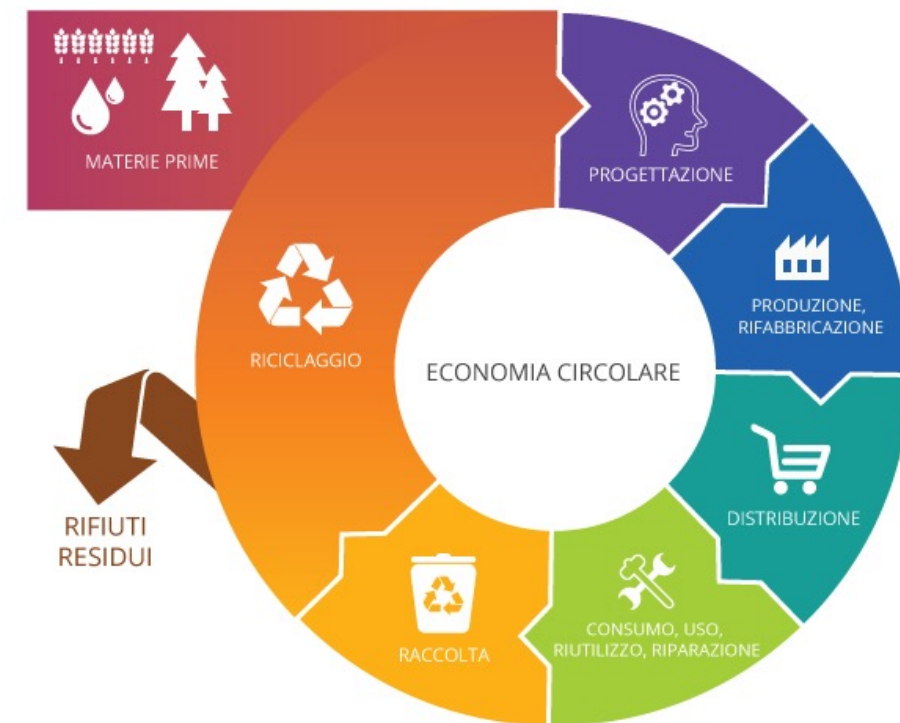 MATERIE PRIME
PROGETTAZIONE
PRODUZIONE,
RIFABBRICAZIONE
DISTRIBUZIONE
CONSUMO, USO,
RIUTILIZZO, RIPARAZIONE
RACCOLTA
RICICLAGGIO
RIFIUTI
RESIDUI
ECONOMIA CIRCOLARE